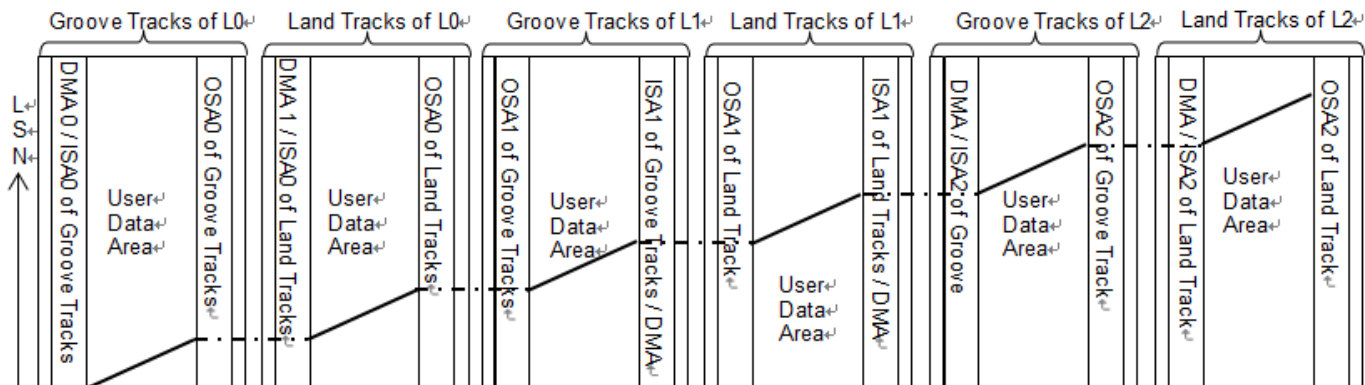 Groove Tracks of L0
Land Tracks of L0
Groove Tracks of L1
Land Tracks of L1
Groove Tracks of L2
Land Tracks of L2
L
S
N
DMA 0 / ISA0 of Groove Tracks
User
Data
Area
OSA0 of Groove Tracks
DMA 1 / ISA0 of Land Tracks
User
Data
Area
OSA0 of Land Tracks
OSA1 of Groove Tracks
User
Data
Area
ISA1 of Groove Tracks / DMA
OSA1 of Land Track
User
Data
Area
ISA1 of Land Tracks / DMA
DMA / ISA2 of Groove
User
Data
Area
OSA2 of Groove Track
DMA / ISA2 of Land Track
User
Data
Area
OSA2 of Land Track